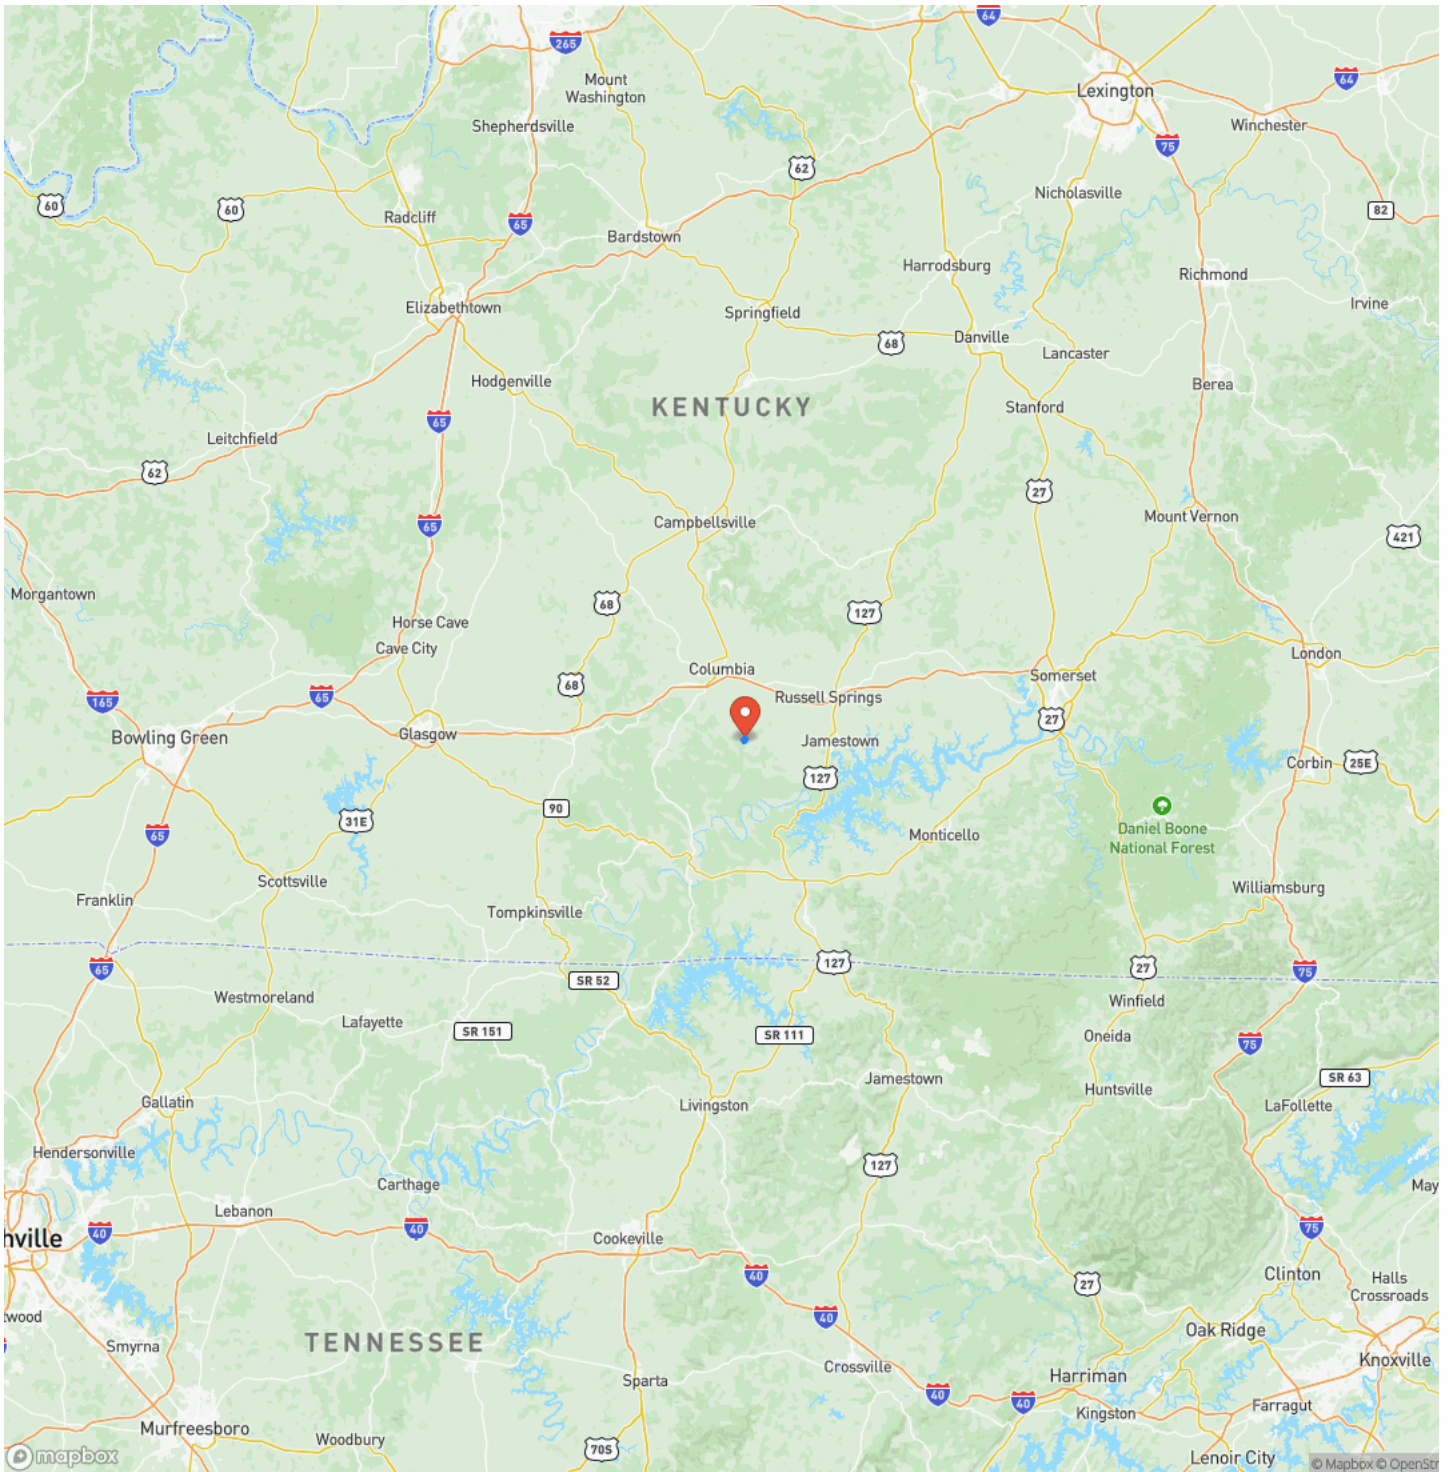 64
265
Mount
Washington
64
Lexington
Shepherdsville
Winchester
75
62
60
60
Nicholasville
82
Radcliff
65
Bardstown
Harrodsburg
Richmond
Elizabethtown
Springfield
Irvine
68
Danville
Lancaster
Hodgenville
Berea
KENTUCKY
Stanford
65
Leitchfield
62
27
Campbellsville
Mount Vernon
65
421
Morgantown
68
127
Horse Cave
Cave City
London
Columbia
Somerset
68
165
65
Russell Springs
27
Bowling Green
Glasgow
Jamestown
Corbin
25E
127
90
31E
65
Daniel Boone
National Forest
Monticello
Scottsville
Williamsburg
Franklin
Tompkinsville
127
65
27
75
SR 52
Westmoreland
Winfield
Lafayette
SR 151
SR 111
Oneida
75
Jamestown
SR 63
Huntsville
Gallatin
Livingston
LaFollette
Hendersonville
127
Carthage
May
Lebanon
40
40
75
hville
Cookeville
40
Clinton
27
Halls
Crossroads
lwood
40
Oak Ridge
TENNESSEE
Smyrna
Knoxville
Crossville
Harriman
Sparta
40
40
Farragut
Kingston
Murfreesboro
Woodbury
70S
Lenoir City
mapbox
© Mapbox © OpenStr